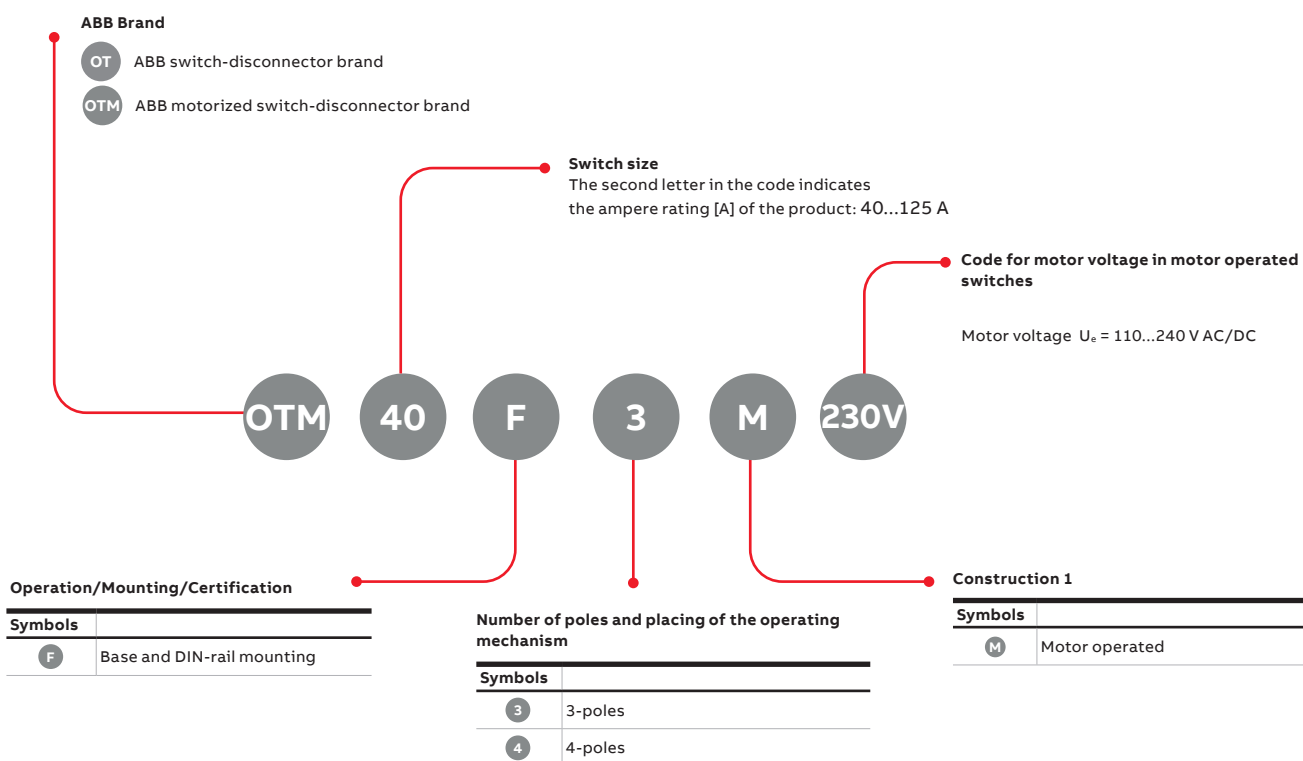 ABB Brand
OT ABB switch-disconnector brand
OTM ABB motorized switch-disconnector brand
Switch size
The second letter in the code indicates
the ampere rating [A] of the product: 40...125 A
Code for motor voltage in motor operated
switches
Motor voltage Uₑ = 110...240 V AC/DC
OTM 40 F 3 M 230V
Operation/Mounting/Certification
Symbols
F Base and DIN-rail mounting
Number of poles and placing of the operating
mechanism
Symbols
3 3-poles
4 4-poles
Construction 1
Symbols
M Motor operated